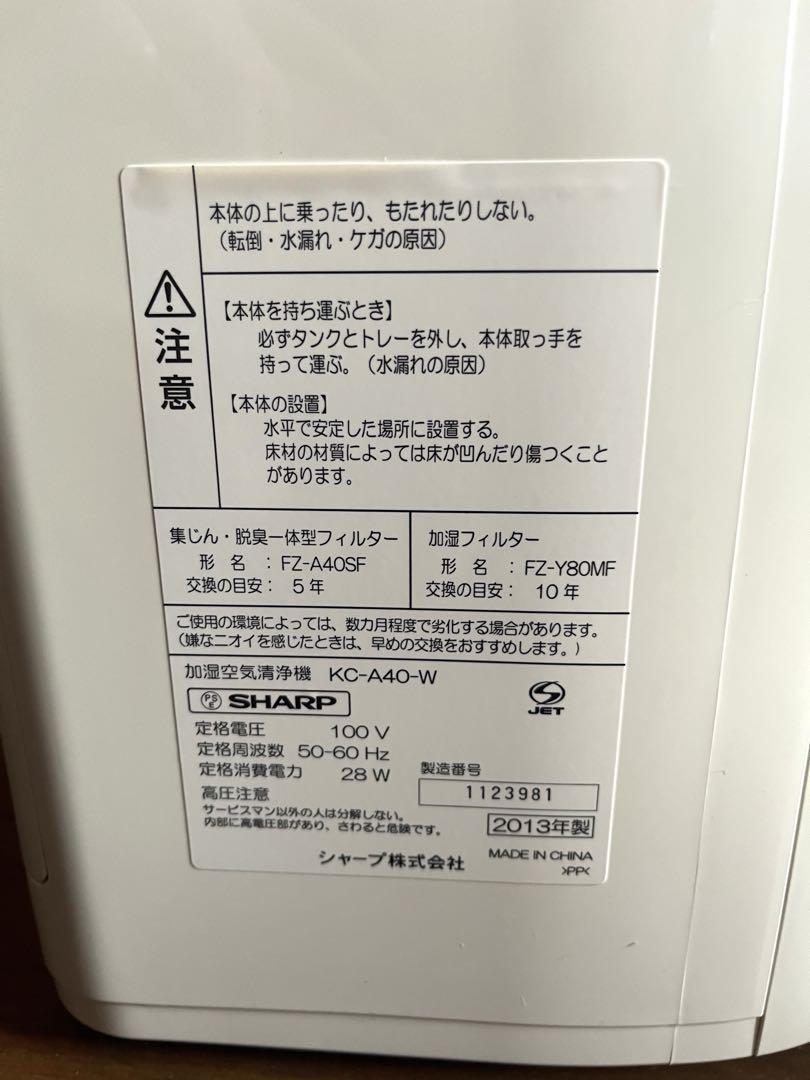 本体の上に乗ったり、もたれたりしない。
（転倒・水漏れ・ケガの原因）
注意
【本体を持ち運ぶとき】
必ずタンクとトレーを外し、本体取っ手を
持って運ぶ。（水漏れの原因）
【本体の設置】
水平で安定した場所に設置する。
床材の材質によっては床が凹んだり傷つくこと
があります。
集じん・脱臭一体型フィルター
形 名 : FZ-A40SF
交換の目安: 5年
加湿フィルター
形 名 : FZ-Y80MF
交換の目安: 10年
ご使用の環境によっては、数カ月程度で劣化する場合があります。
（嫌なニオイを感じたときは、早めの交換をおすすめします。）
加湿空気清浄機 KC-A40-W
PSE SHARP
JET
定格電圧 100 V
定格周波数 50-60 Hz
定格消費電力 28 W
製造番号
1123981
高圧注意
サービスマン以外の人は分解しない。
内部に高電圧部があり、さわると危険です。
2013年製
シャープ株式会社
MADE IN CHINA
>PP<